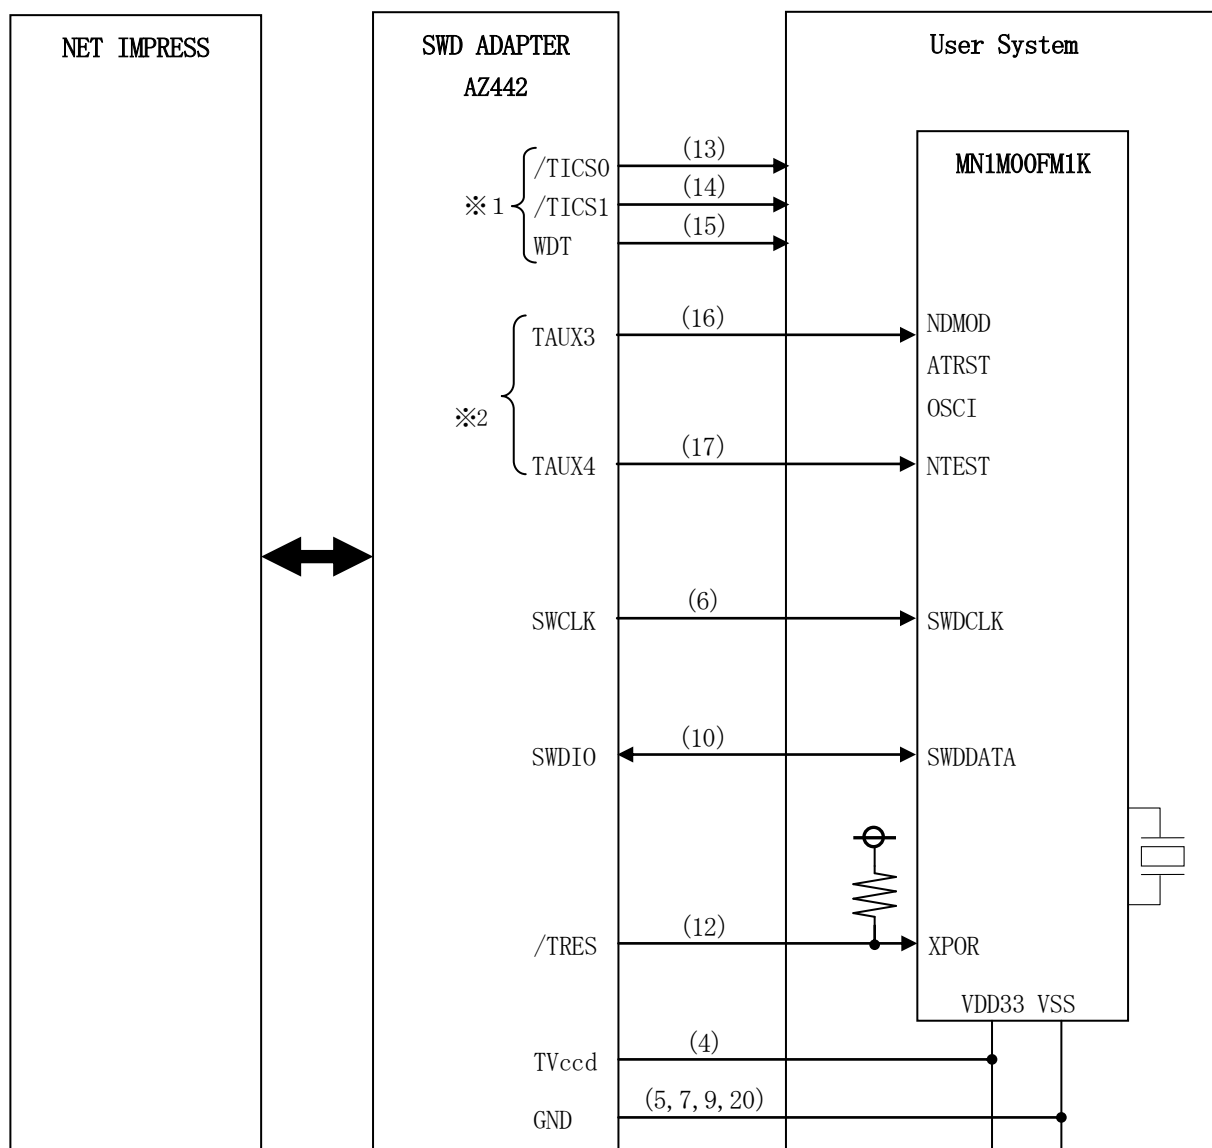 NET IMPRESS
SWD ADAPTER
AZ442
User System
MN1M00FM1K
※1
/TICS0
(13)
/TICS1
(14)
WDT
(15)
※2
TAUX3
(16)
NDMOD
ATRST
OSCI
TAUX4
(17)
NTEST
SWCLK
(6)
SWDCLK
SWDIO
(10)
SWDDATA
/TRES
(12)
XPOR
VDD33 VSS
TVccd
(4)
GND
(5,7,9,20)